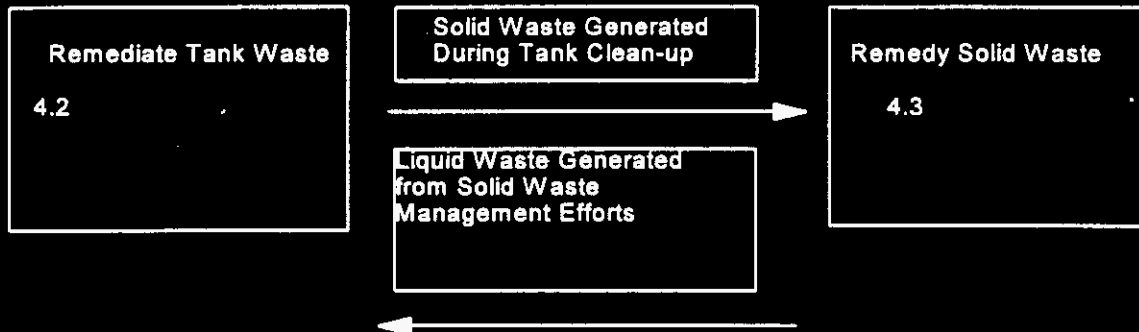 Remediate Tank Waste
4.2
Solid Waste Generated
During Tank Clean-up
Liquid Waste Generated
from Solid Waste
Management Efforts
Remedy Solid Waste
4.3